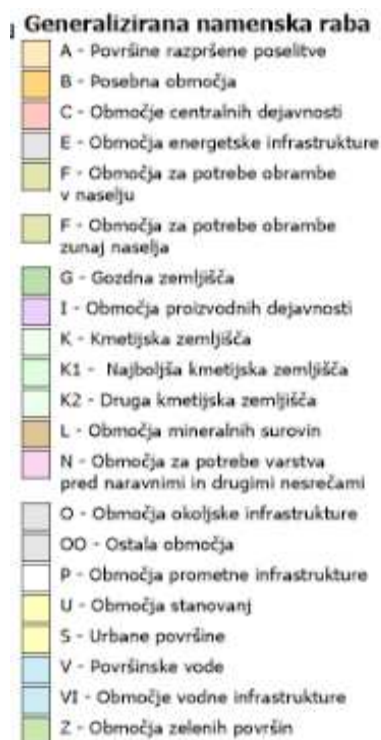 Generalizirana namenska raba
A - Površine razpršene poselitve
B - Posebna območja
C - Območje centralnih dejavnosti
E - Območja energetske infrastrukture
F - Območja za potrebe obrambe
v naselju
F - Območja za potrebe obrambe
zunaj naselja
G - Gozdna zemljišča
I - Območja proizvodnih dejavnosti
K - Kmetijska zemljišča
K1 - Najboljša kmetijska zemljišča
K2 - Druga kmetijska zemljišča
L - Območja mineralnih surovin
N - Območja za potrebe varstva
pred naravnimi in drugimi nesrečami
O - Območja okoljske infrastrukture
OO - Ostala območja
P - Območja prometne infrastrukture
U - Območja stanovanj
S - Urbane površine
V - Površinske vode
VI - Območje vodne infrastrukture
Z - Območja zelenih površin